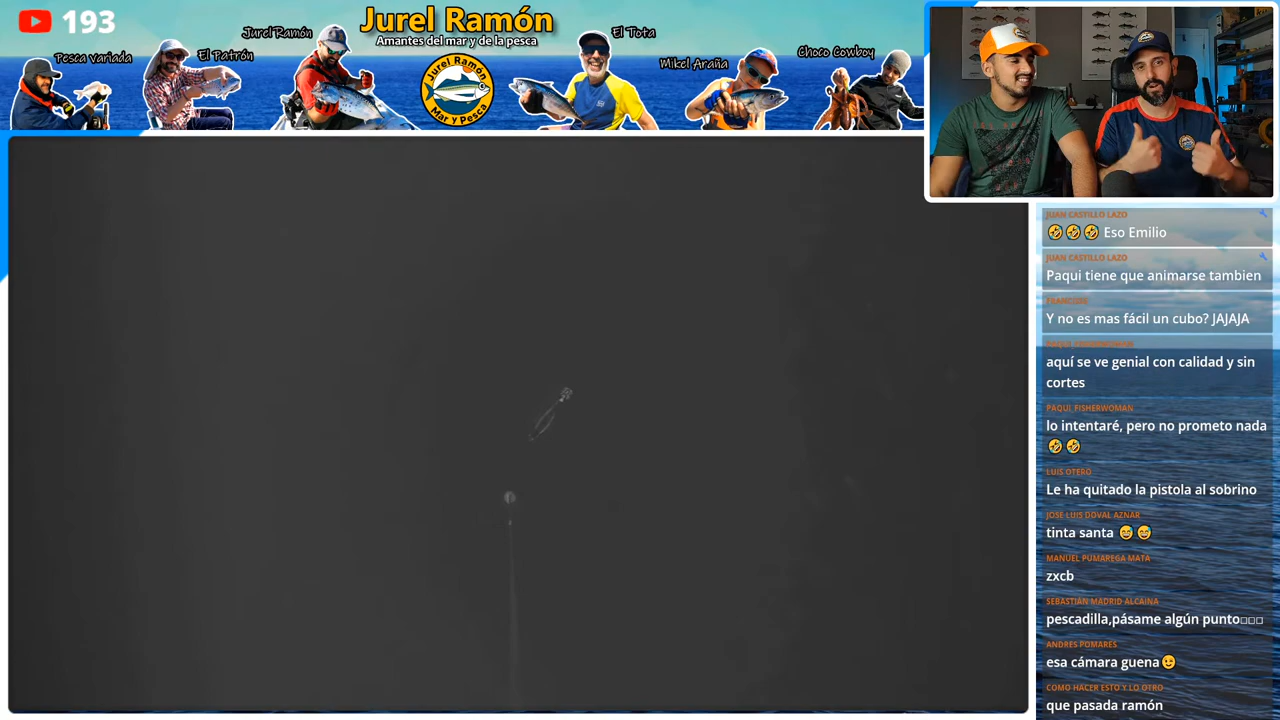 193
Jurel Ramón
Amantes del mar y de la pesca
Pesca variada
El Patrón
Jurel Ramón
El Tota
Mikel Araña
Choco Cowboy
Jurel Ramón
Mar y Pesca
JUAN CASTILLO LAZO
🤣🤣🤣 Eso Emilio
JUAN CASTILLO LAZO
Paqui tiene que animarse tambien
Y no es mas fácil un cubo? JAJAJA
PAQUI FISHERWOMAN
aquí se ve genial con calidad y sin
cortes
PAQUI FISHERWOMAN
lo intentaré, pero no prometo nada
🤣🤣
LUIS OTERO
Le ha quitado la pistola al sobrino
JOSE LUIS DOVAL AZNAR
tinta santa 😅😅
MANUEL PUMAREGA MATA
zxcb
SEBASTIÁN MADRID ALCAINA
pescadilla,pásame algún punto□□□
ANDRES POMARES
esa cámara guena😉
COMO HACER ESTO Y LO OTRO
que pasada ramón